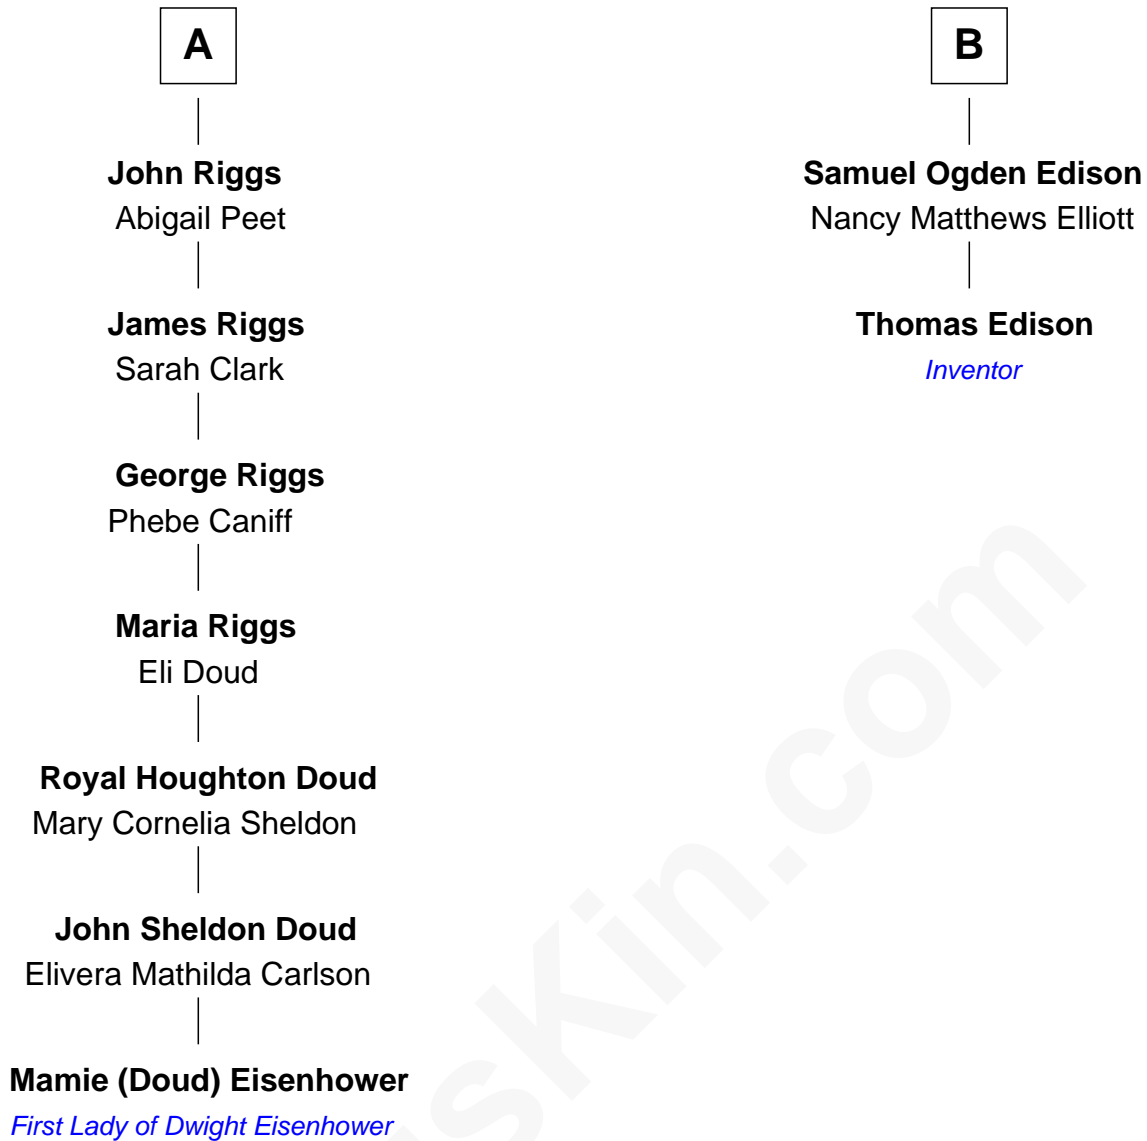 A
John Riggs
Abigail Peet
James Riggs
Sarah Clark
George Riggs
Phebe Caniff
Maria Riggs
Eli Doud
Royal Houghton Doud
Mary Cornelia Sheldon
John Sheldon Doud
Elivera Mathilda Carlson
Mamie (Doud) Eisenhower
First Lady of Dwight Eisenhower
B
Samuel Ogden Edison
Nancy Matthews Elliott
Thomas Edison
Inventor
sKin.com